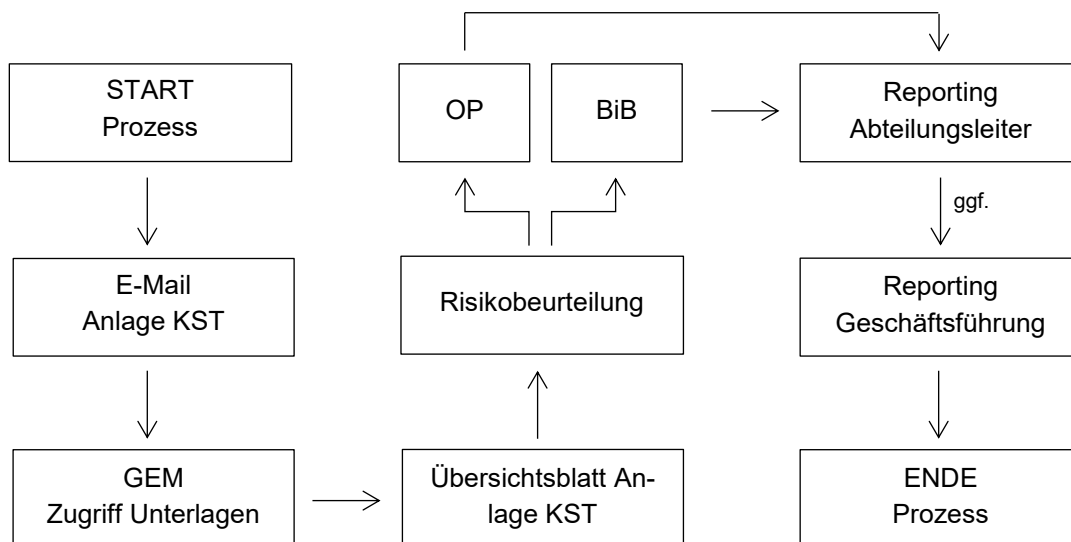 START
Prozess
E-Mail
Anlage KST
GEM
Zugriff Unterlagen
Übersichtsblatt An-
lage KST
Risikobeurteilung
OP
BiB
Reporting
Abteilungsleiter
ggf.
Reporting
Geschäftsführung
ENDE
Prozess